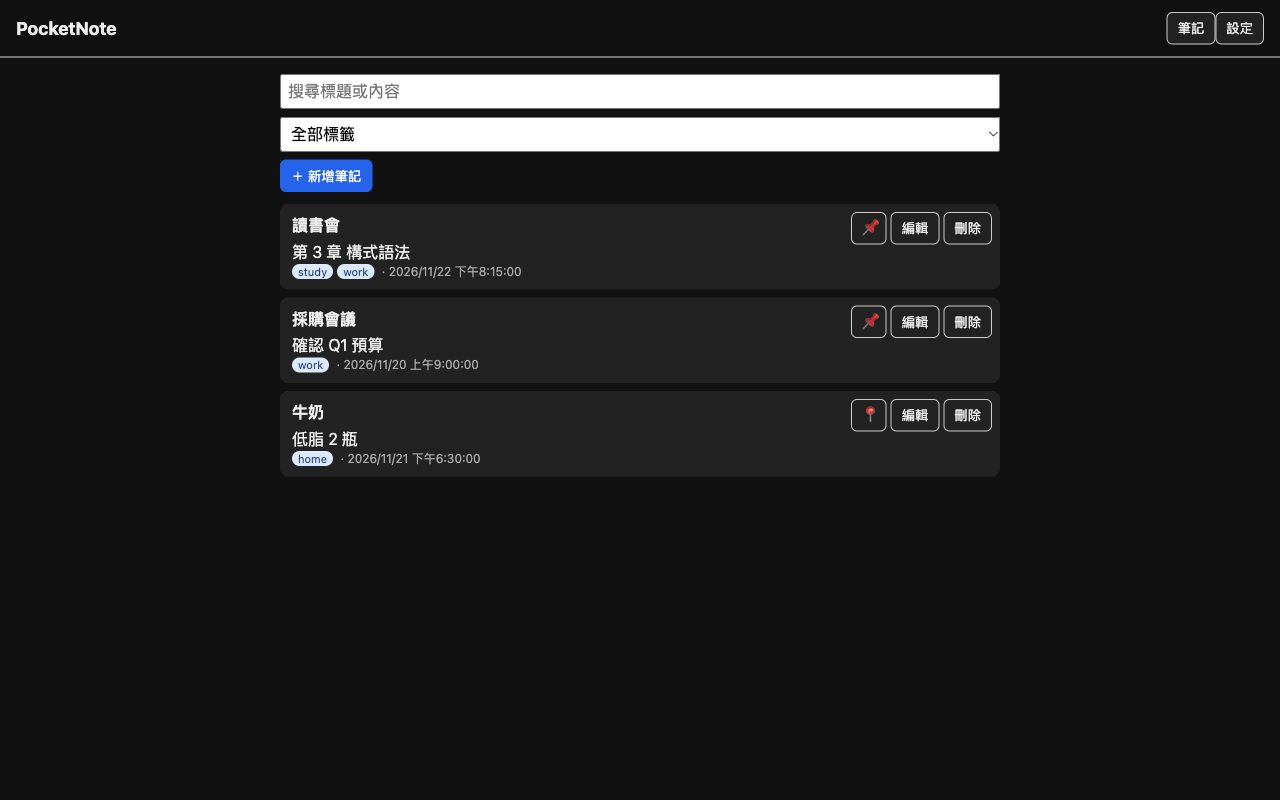 PocketNote
筆記 設定
搜尋標題或內容
全部標籤
+ 新增筆記
讀書會
編輯 刪除
第 3 章 構式語法
study work · 2026/11/22 下午8:15:00
採購會議
編輯 刪除
確認 Q1 預算
work · 2026/11/20 上午9:00:00
牛奶
編輯 刪除
低脂 2 瓶
home · 2026/11/21 下午6:30:00